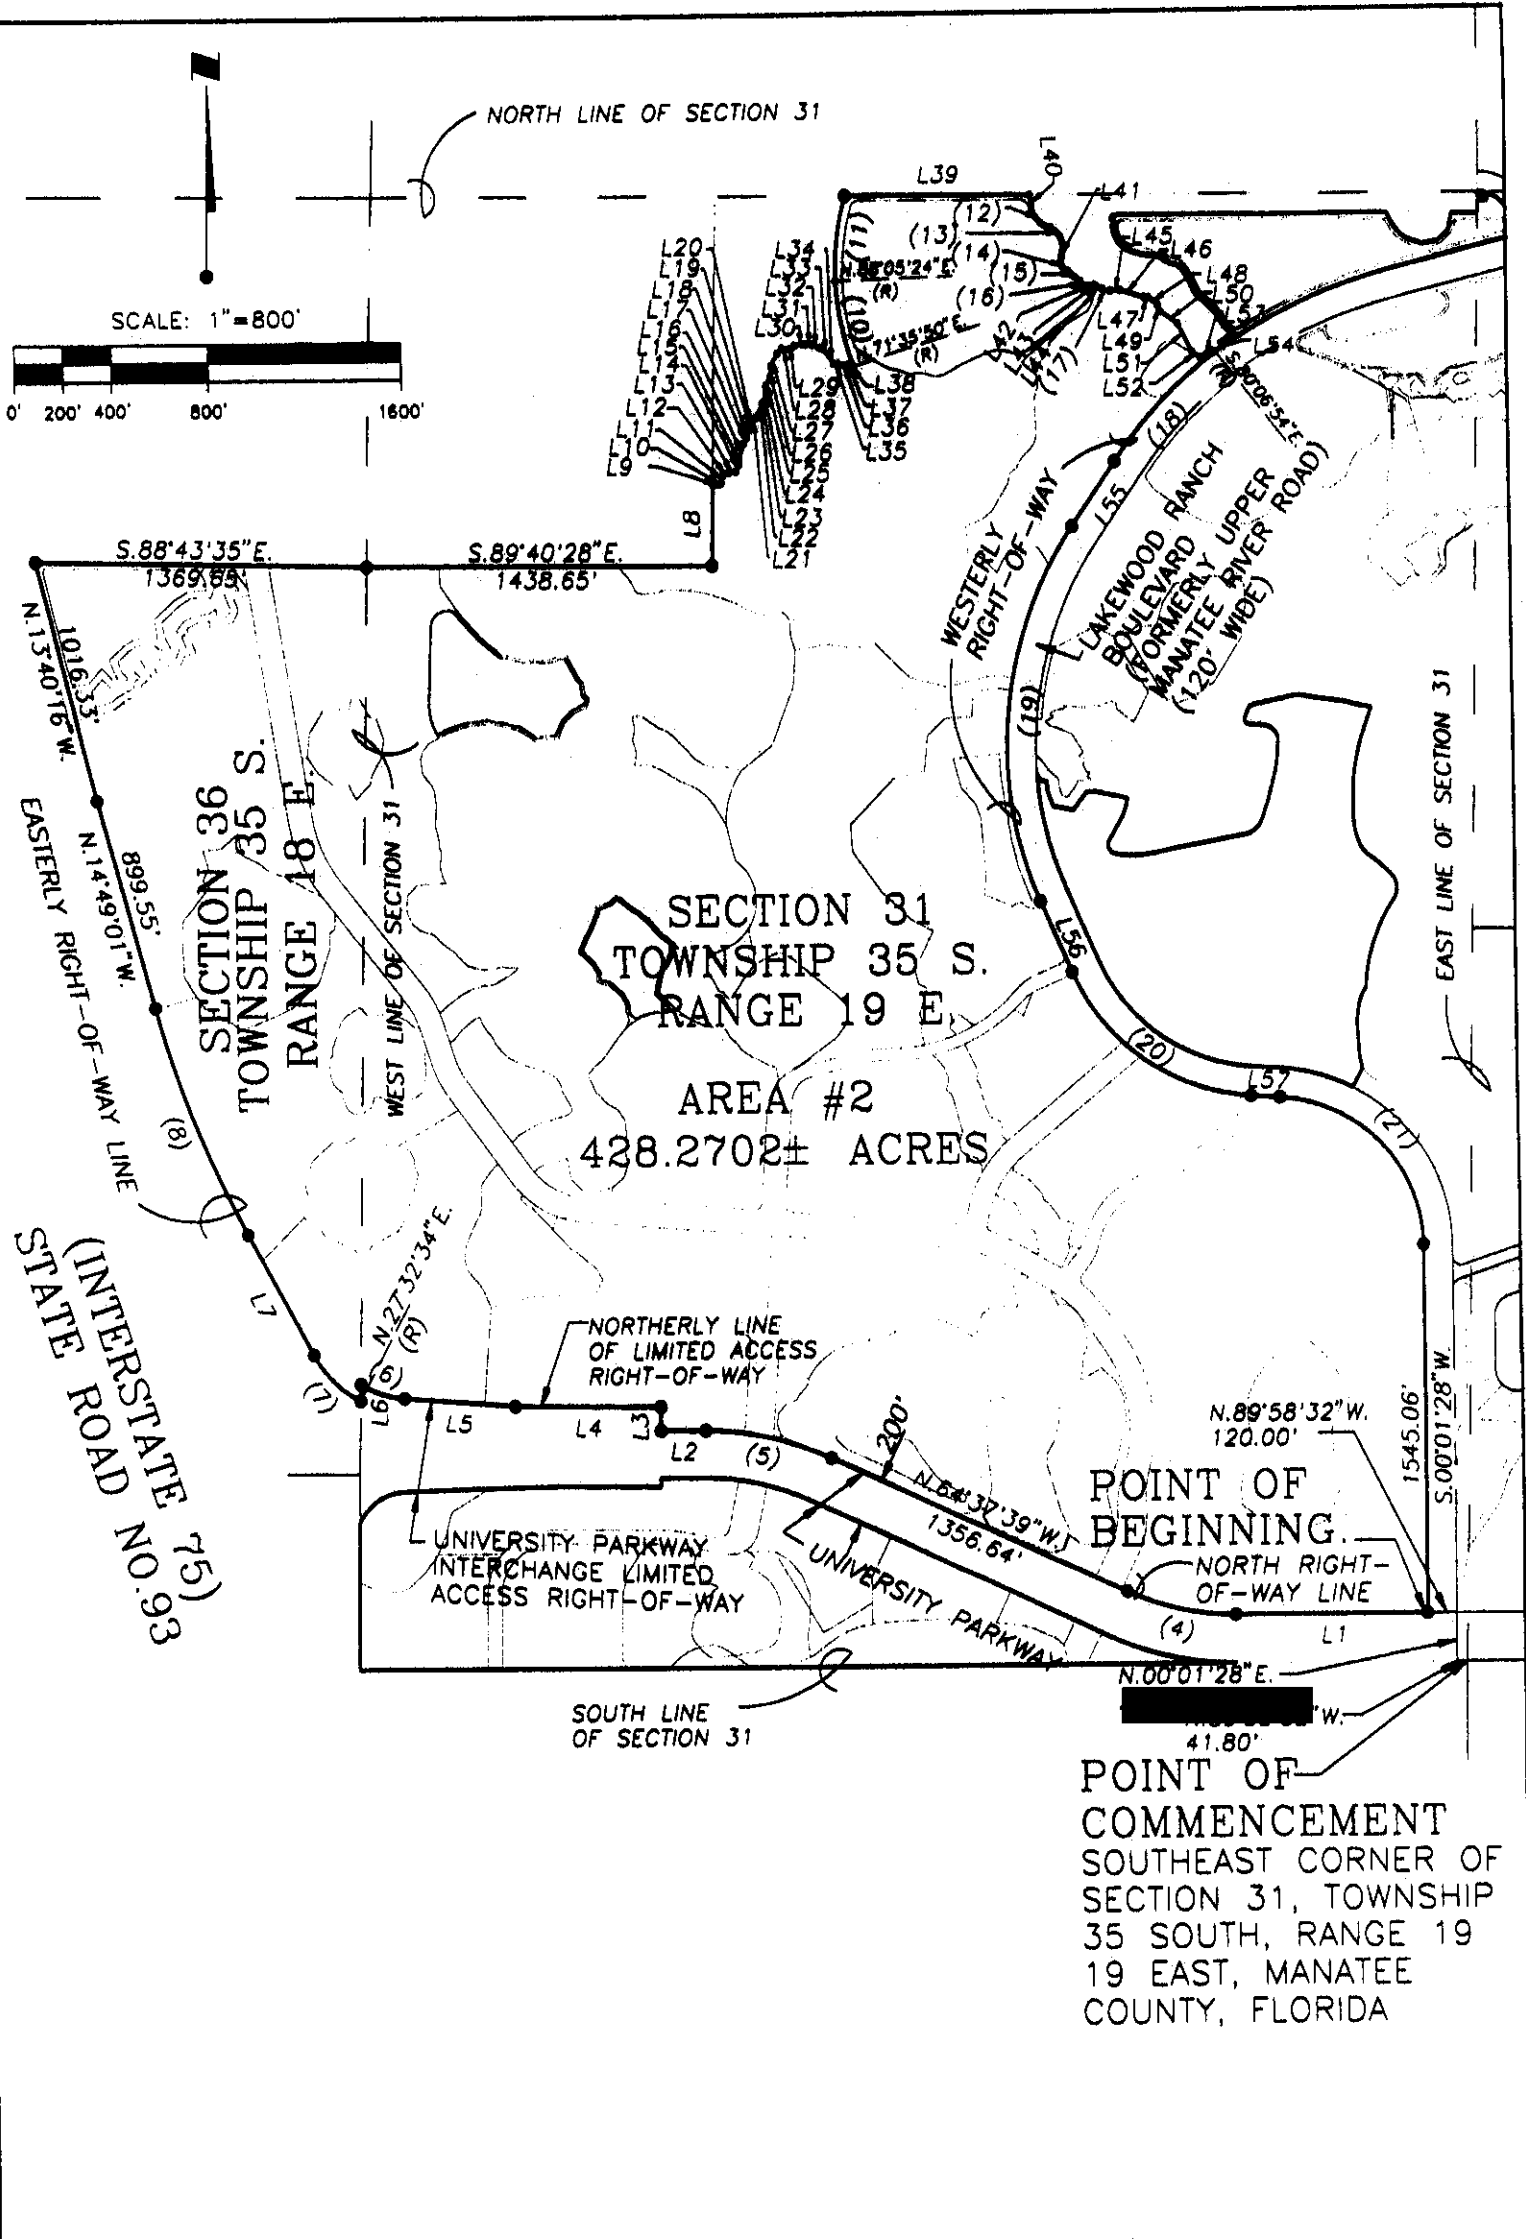 NORTH LINE OF SECTION 31
SCALE: 1"=800'
0' 200' 400' 800' 1600'
L39
L40
L41
(12)
(13)
(14)
(15)
(16)
(11)
(10)
(R)
71°35'50"E.
(R)
L20
L19
L18
L17
L16
L15
L14
L13
L12
L11
L10
L9
L34
L33
L32
L31
L30
L29
L28
L27
L26
L25
L24
L23
L22
L21
L38
L37
L36
L35
L42
L43
L44
(17)
L45
L46
L48
L50
L53
L54
L47
L49
L51
L52
(R)
(18)
L8
S.88°43'35"E.
1369.65'
S.89°40'28"E.
1438.65'
L55
WESTERLY
RIGHT-OF-WAY
LAKEWOOD RANCH
BOULEVARD
(FORMERLY UPPER
MANATEE RIVER ROAD)
(120' WIDE)
(19)
1016.33'
N.13°40'16"W.
899.55'
N.14°49'01"W.
EASTERLY RIGHT-OF-WAY LINE
SECTION 36
TOWNSHIP 35 S.
RANGE 18 E.
WEST LINE OF SECTION 31
EAST LINE OF SECTION 31
SECTION 31
TOWNSHIP 35 S.
RANGE 19 E.
AREA #2
428.2702± ACRES
L56
(20)
L57
(21)
(8)
L7
(7)
(INTERSTATE 75)
STATE ROAD NO.93
N.27°32'34"E.
(R)
(6)
L6
L5
L4
L3
L2
(5)
NORTHERLY LINE
OF LIMITED ACCESS
RIGHT-OF-WAY
200'
N.64°37'39"W.
1356.64'
UNIVERSITY PARKWAY
INTERCHANGE LIMITED
ACCESS RIGHT-OF-WAY
UNIVERSITY PARKWAY
1545.06'
S.00°01'28"W.
N.89°58'32"W.
120.00'
POINT OF
BEGINNING
NORTH RIGHT-
OF-WAY LINE
(4)
L1
N.00°01'28"E.
"W.
41.80'
SOUTH LINE
OF SECTION 31
POINT OF
COMMENCEMENT
SOUTHEAST CORNER OF
SECTION 31, TOWNSHIP
35 SOUTH, RANGE 19
19 EAST, MANATEE
COUNTY, FLORIDA